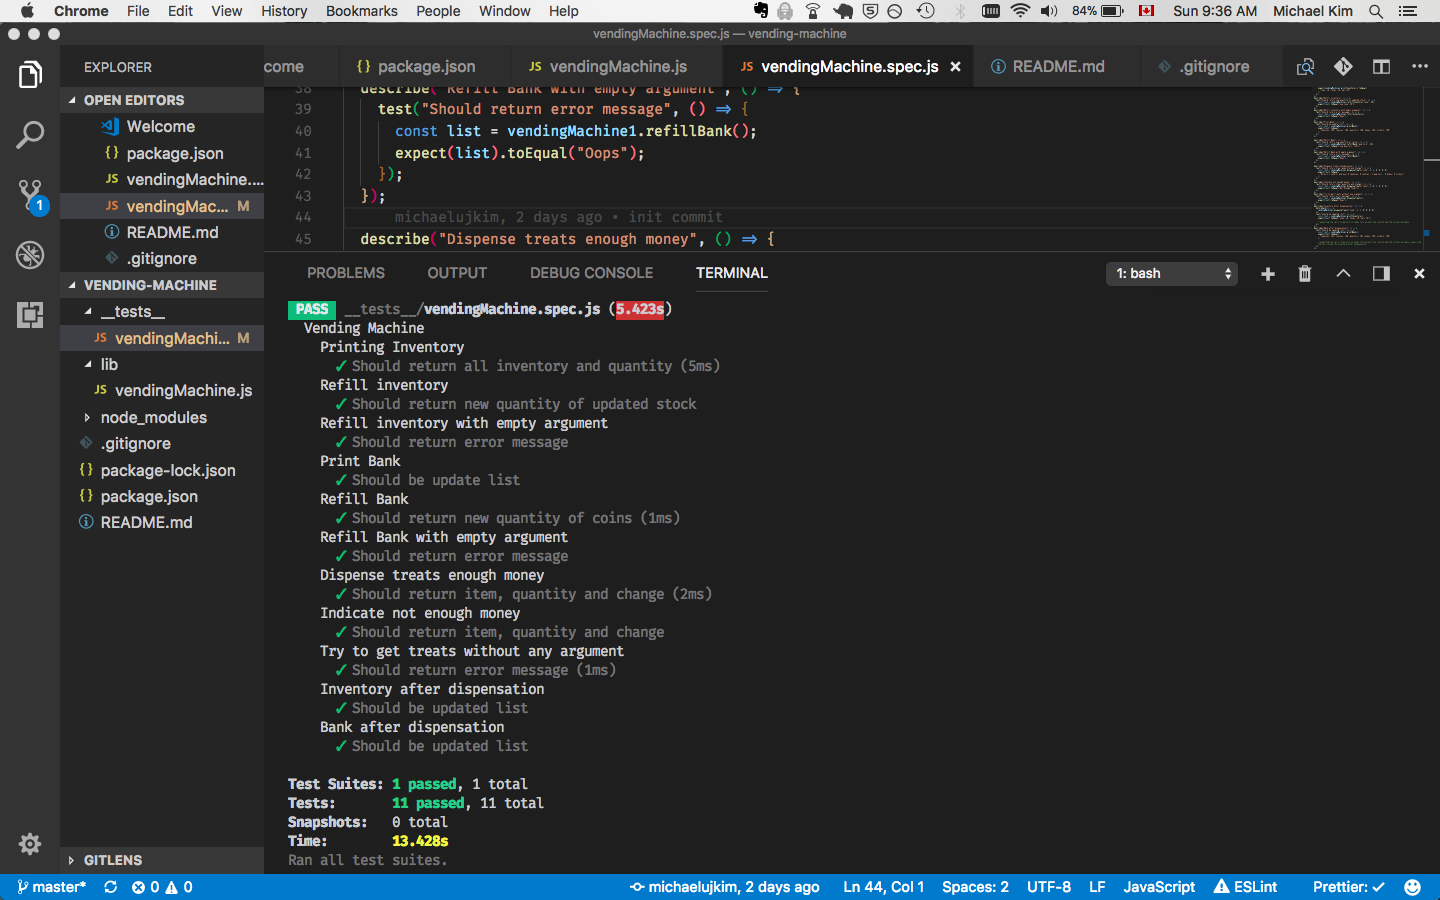 Chrome File Edit View History Bookmarks People Window Help 84% Sun 9:36 AM Michael Kim
vendingMachine.spec.js — vending-machine
EXPLORER
come {} package.json JS vendingMachine.js JS vendingMachine.spec.js × README.md .gitignore
OPEN EDITORS
Welcome
{} package.json
JS vendingMachine....
JS vendingMac... M
README.md
.gitignore
VENDING-MACHINE
__tests__
JS vendingMachi... M
lib
JS vendingMachine.js
node_modules
.gitignore
{} package-lock.json
{} package.json
README.md
GITLENS
1
38 describe("Refill Bank with empty argument", () => {
39 test("Should return error message", () => {
40 const list = vendingMachine1.refillBank();
41 expect(list).toEqual("Oops");
42 });
43 });
44 michaelujkim, 2 days ago • init commit
45 describe("Dispense treats enough money", () => {
PROBLEMS OUTPUT DEBUG CONSOLE TERMINAL 1: bash
PASS __tests__/vendingMachine.spec.js (5.423s)
Vending Machine
Printing Inventory
✓ Should return all inventory and quantity (5ms)
Refill inventory
✓ Should return new quantity of updated stock
Refill inventory with empty argument
✓ Should return error message
Print Bank
✓ Should be update list
Refill Bank
✓ Should return new quantity of coins (1ms)
Refill Bank with empty argument
✓ Should return error message
Dispense treats enough money
✓ Should return item, quantity and change (2ms)
Indicate not enough money
✓ Should return item, quantity and change
Try to get treats without any argument
✓ Should return error message (1ms)
Inventory after dispensation
✓ Should be updated list
Bank after dispensation
✓ Should be updated list
Test Suites: 1 passed, 1 total
Tests: 11 passed, 11 total
Snapshots: 0 total
Time: 13.428s
Ran all test suites.
master* 0 0 michaelujkim, 2 days ago Ln 44, Col 1 Spaces: 2 UTF-8 LF JavaScript ESLint Prettier: ✓